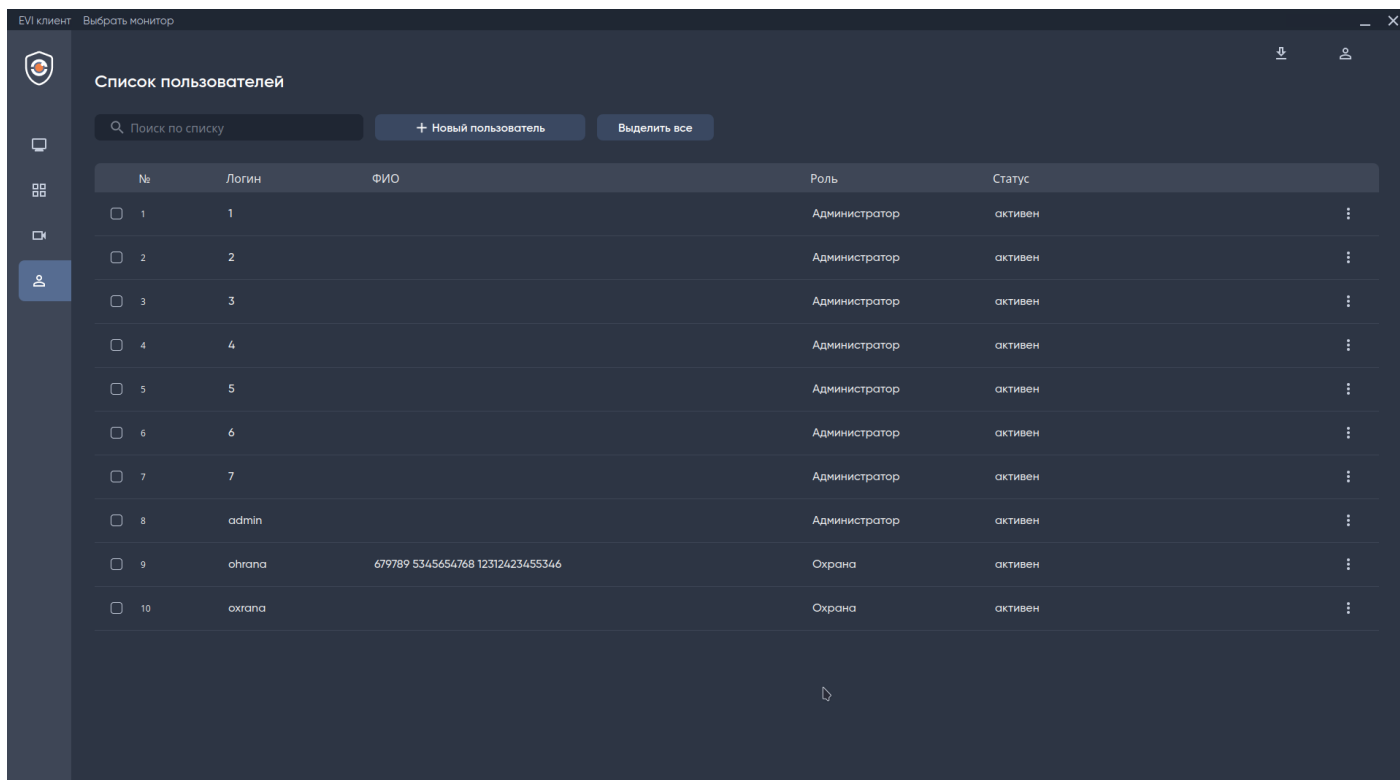 EVI клиент Выбрать монитор
Список пользователей
Поиск по списку + Новый пользователь Выделить все
№ Логин ФИО Роль Статус
1 1 Администратор активен
2 2 Администратор активен
3 3 Администратор активен
4 4 Администратор активен
5 5 Администратор активен
6 6 Администратор активен
7 7 Администратор активен
8 admin Администратор активен
9 ohrana 679789 5345654768 12312423455346 Охрана активен
10 oxrana Охрана активен